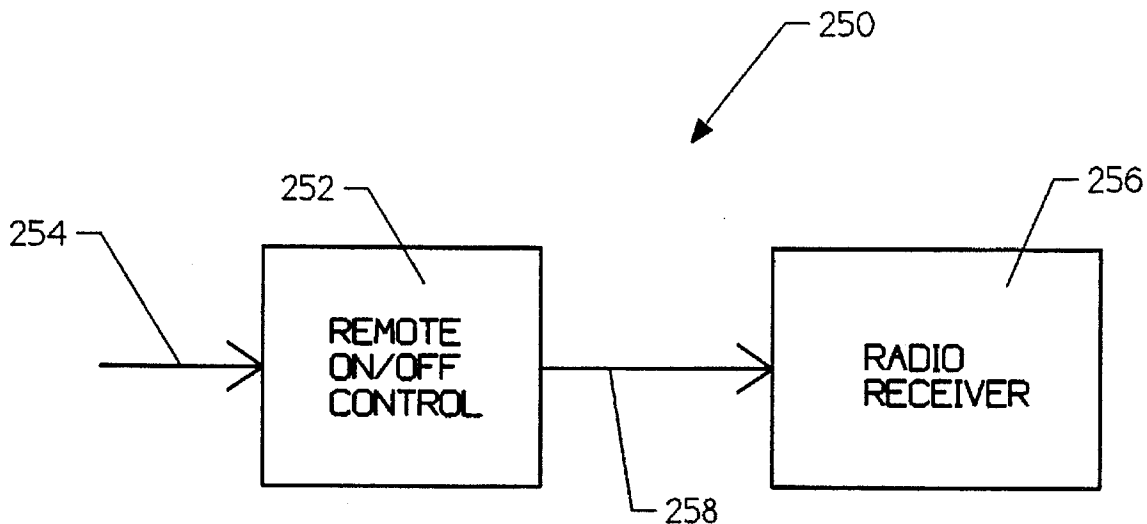 250
252
256
254
REMOTE
ON/OFF
CONTROL
RADIO
RECEIVER
258